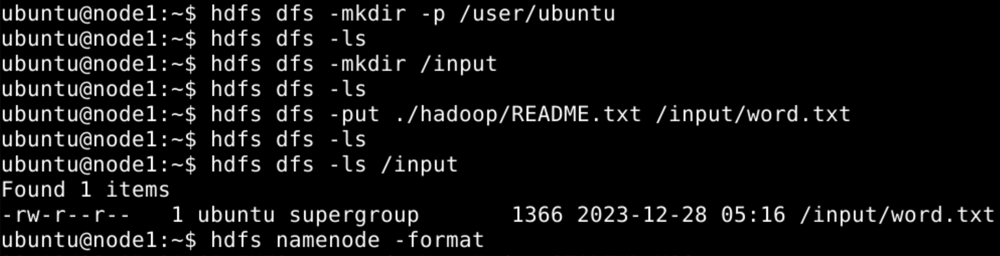 ubuntu@node1:~$ hdfs dfs -mkdir -p /user/ubuntu
ubuntu@node1:~$ hdfs dfs -ls
ubuntu@node1:~$ hdfs dfs -mkdir /input
ubuntu@node1:~$ hdfs dfs -ls
ubuntu@node1:~$ hdfs dfs -put ./hadoop/README.txt /input/word.txt
ubuntu@node1:~$ hdfs dfs -ls
ubuntu@node1:~$ hdfs dfs -ls /input
Found 1 items
-rw-r--r--   1 ubuntu supergroup       1366 2023-12-28 05:16 /input/word.txt
ubuntu@node1:~$ hdfs namenode -format